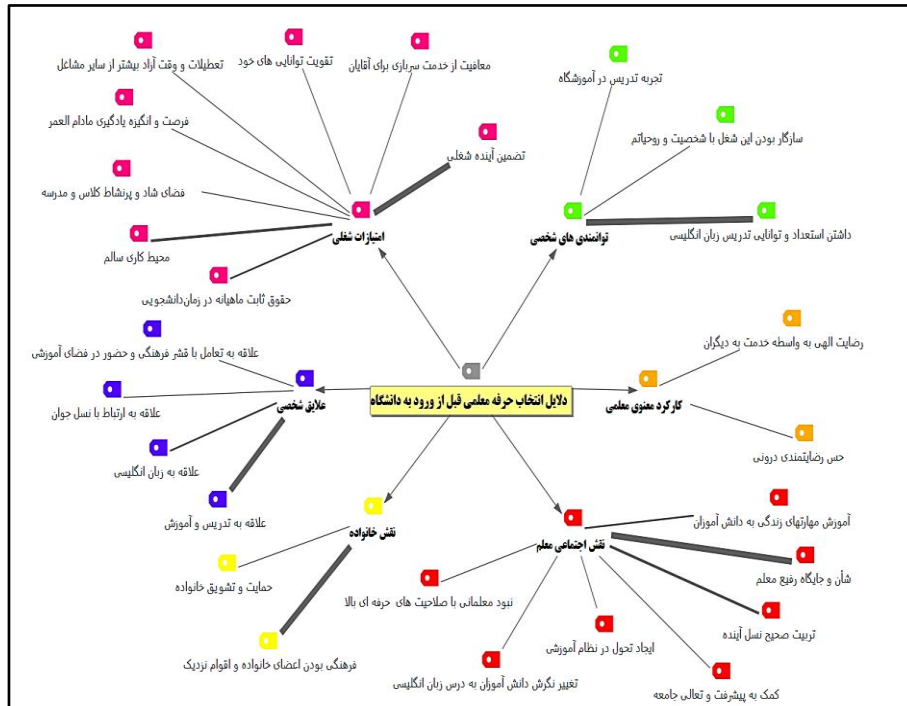 معافیت از خدمت سربازی برای آقایان
تقویت توانایی های خود
تعطیلات و وقت آزاد بیشتر از سایر مشاغل
فرصت و انگیزه یادگیری مادام العمر
فضای شاد و پرنشاط کلاس و مدرسه
محیط کاری سالم
حقوق ثابت ماهیانه در زمان‌دانشجویی
تضمین آینده شغلی
امتیازات شغلی
تجربه تدریس در آموزشگاه
سازگار بودن این شغل با شخصیت و روحیاتم
داشتن استعداد و توانایی تدریس زبان انگلیسی
توانمندی های شخصی
رضایت الهی به واسطه خدمت به دیگران
کارکرد معنوی معلمی
حس رضایتمندی درونی
دلایل انتخاب حرفه معلمی قبل از ورود به دانشگاه
علاقه به تعامل با قشر فرهنگی و حضور در فضای آموزشی
علایق شخصی
علاقه به ارتباط با نسل جوان
علاقه به زبان انگلیسی
علاقه به تدریس و آموزش
نقش خانواده
حمایت و تشویق خانواده
فرهنگی بودن اعضای خانواده و اقوام نزدیک
نقش اجتماعی معلم
آموزش مهارتهای زندگی به دانش آموزان
شأن و جایگاه رفیع معلم
تربیت صحیح نسل آینده
کمک به پیشرفت و تعالی جامعه
ایجاد تحول در نظام آموزشی
تغییر نگرش دانش آموزان به درس زبان انگلیسی
نبود معلمانی با صلاحیت های حرفه ای بالا